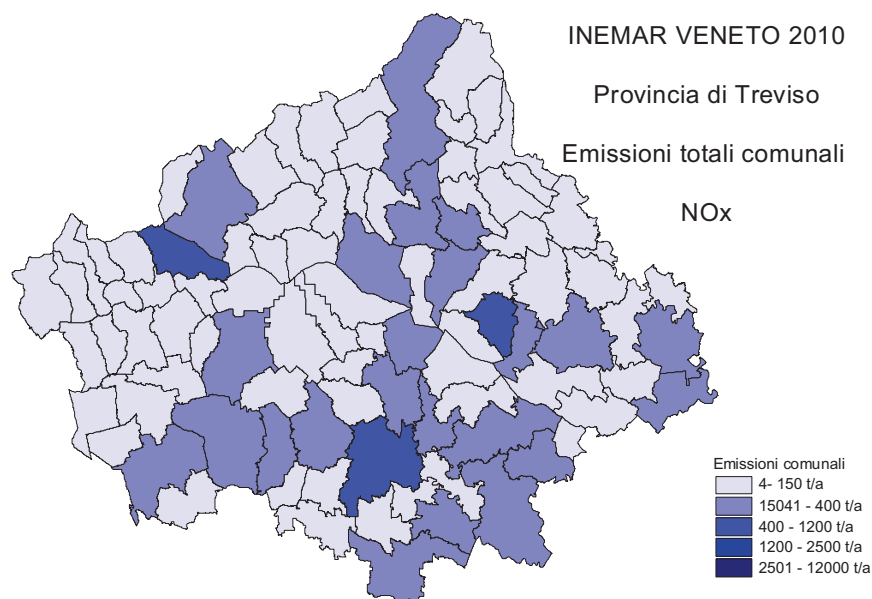 INEMAR VENETO 2010
Provincia di Treviso
Emissioni totali comunali
NOx
Emissioni comunali
4- 150 t/a
15041 - 400 t/a
400 - 1200 t/a
1200 - 2500 t/a
2501 - 12000 t/a